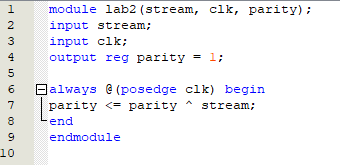 1 module lab2(stream, clk, parity);
2 input stream;
3 input clk;
4 output reg parity = 1;
5
6 always @(posedge clk) begin
7 parity <= parity ^ stream;
8 end
9 endmodule
10